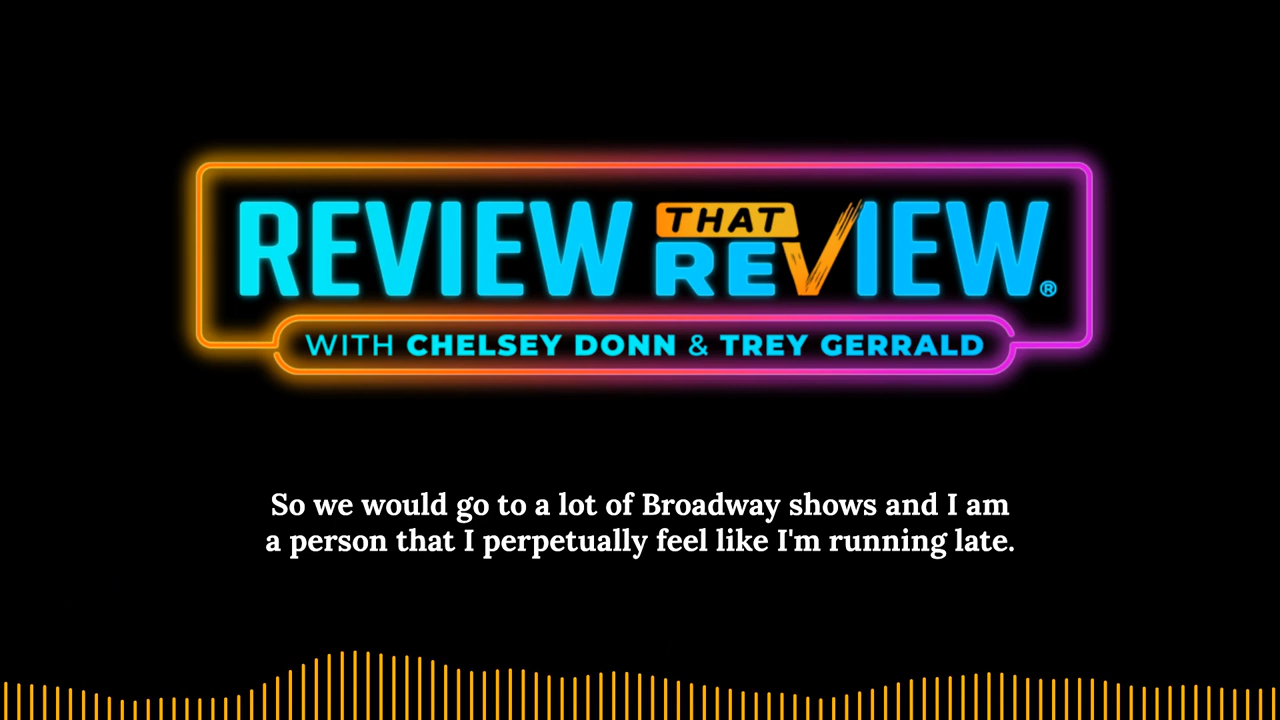 REVIEW THAT REVIEW®
WITH CHELSEY DONN & TREY GERRALD
So we would go to a lot of Broadway shows and I am
a person that I perpetually feel like I'm running late.